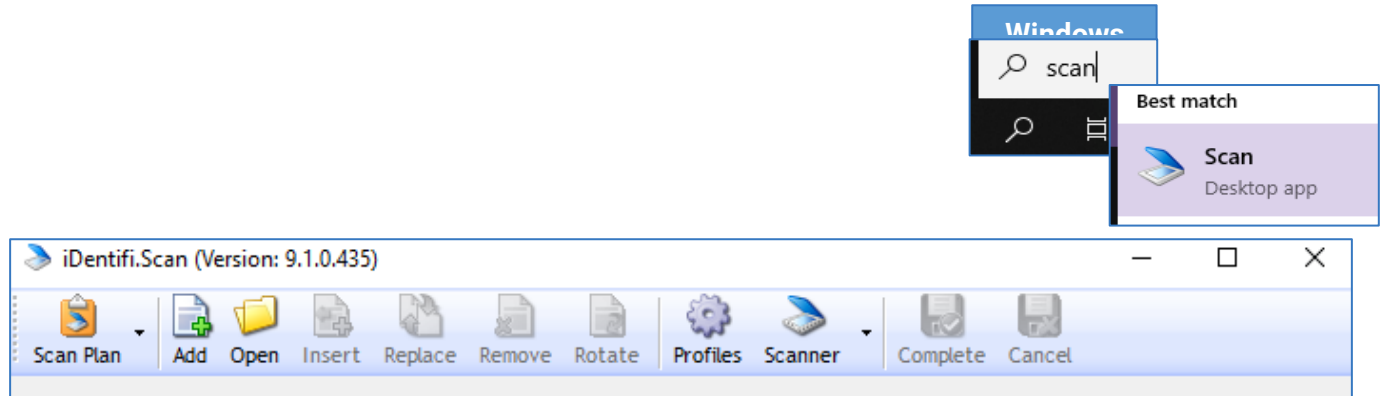 Windows
scan
Best match
Scan
Desktop app
iDentifi.Scan (Version: 9.1.0.435)
Scan Plan Add Open Insert Replace Remove Rotate Profiles Scanner Complete Cancel